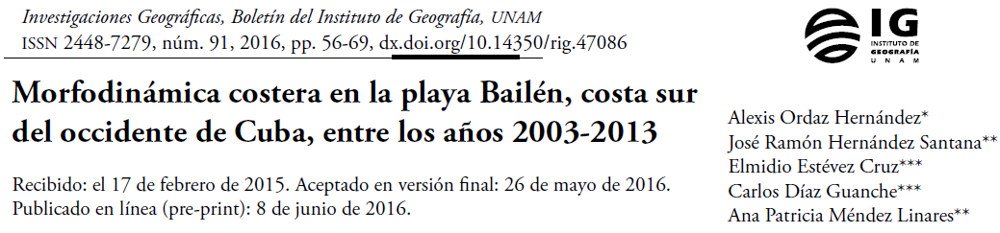 Investigaciones Geográficas, Boletín del Instituto de Geografía, UNAM
ISSN 2448-7279, núm. 91, 2016, pp. 56-69, dx.doi.org/10.14350/rig.47086
IG
INSTITUTO DE
GEOGRAFÍA
UNAM
Morfodinámica costera en la playa Bailén, costa sur
del occidente de Cuba, entre los años 2003-2013
Recibido: el 17 de febrero de 2015. Aceptado en versión final: 26 de mayo de 2016.
Publicado en línea (pre-print): 8 de junio de 2016.
Alexis Ordaz Hernández*
José Ramón Hernández Santana**
Elmidio Estévez Cruz***
Carlos Díaz Guanche***
Ana Patricia Méndez Linares**